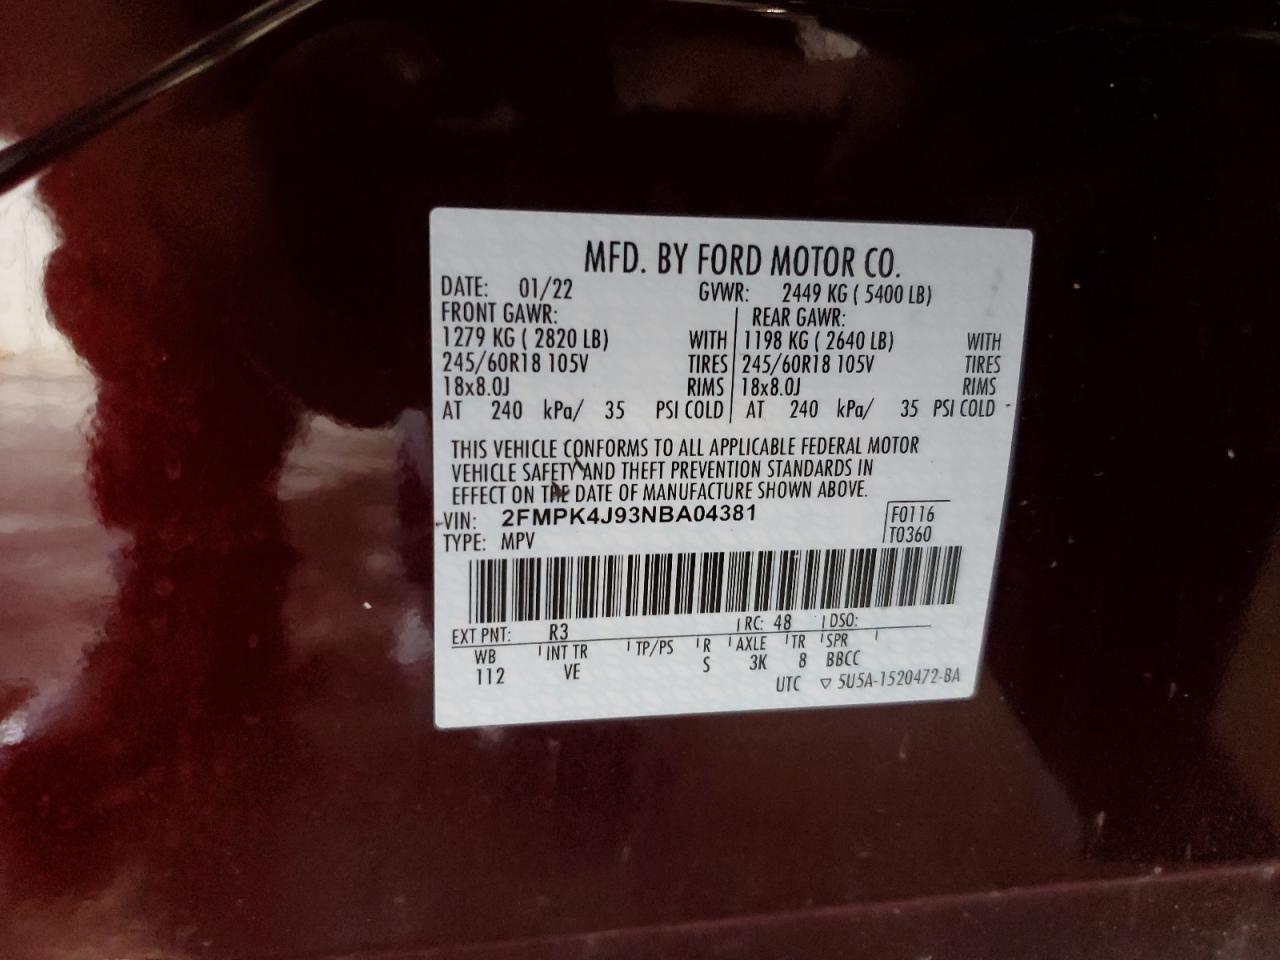 MFD. BY FORD MOTOR CO.
DATE: 01/22 GVWR: 2449 KG ( 5400 LB)
FRONT GAWR: REAR GAWR:
1279 KG ( 2820 LB) WITH 1198 KG ( 2640 LB) WITH
245/60R18 105V TIRES 245/60R18 105V TIRES
18x8.0J RIMS 18x8.0J RIMS
AT 240 kPa/ 35 PSI COLD AT 240 kPa/ 35 PSI COLD
THIS VEHICLE CONFORMS TO ALL APPLICABLE FEDERAL MOTOR
VEHICLE SAFETY AND THEFT PREVENTION STANDARDS IN
EFFECT ON THE DATE OF MANUFACTURE SHOWN ABOVE.
VIN: 2FMPK4J93NBA04381 F0116
TYPE: MPV T0360
EXT PNT: R3 RC: 48 DSO:
WB INT TR TP/PS R AXLE TR SPR
112 VE S 3K 8 BBCC
UTC ▽ 5U5A-1520472-BA